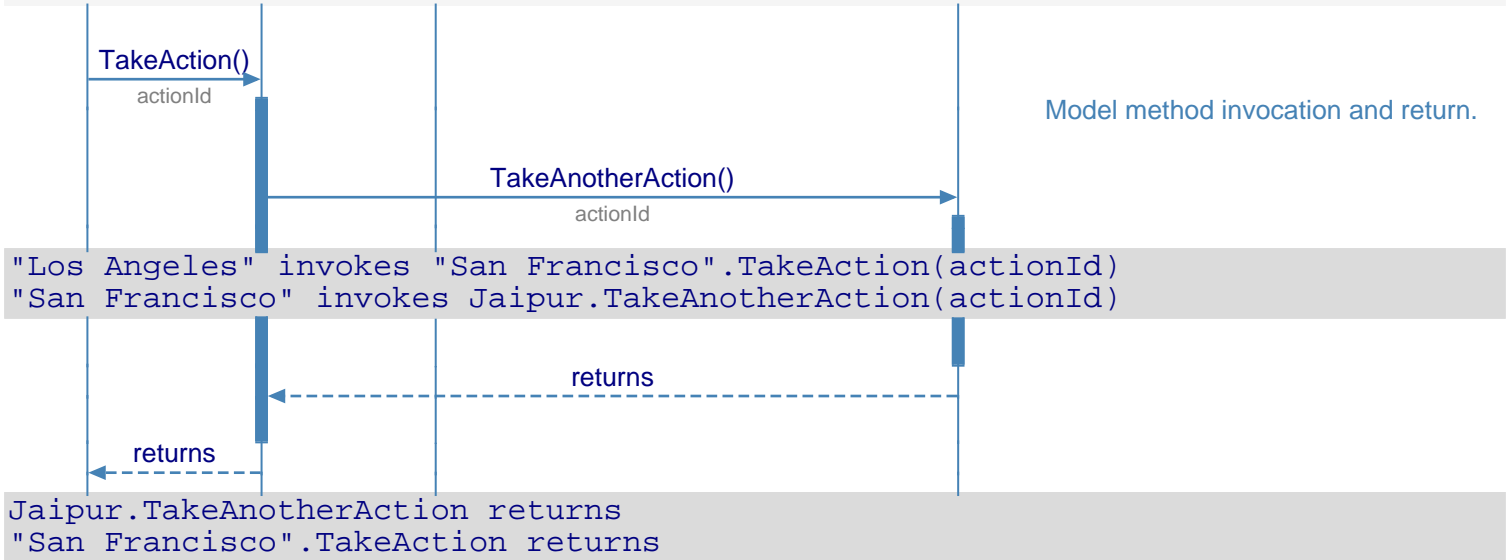 TakeAction()
actionId
Model method invocation and return.
TakeAnotherAction()
actionId
"Los Angeles" invokes "San Francisco".TakeAction(actionId)
"San Francisco" invokes Jaipur.TakeAnotherAction(actionId)
returns
returns
Jaipur.TakeAnotherAction returns
"San Francisco".TakeAction returns